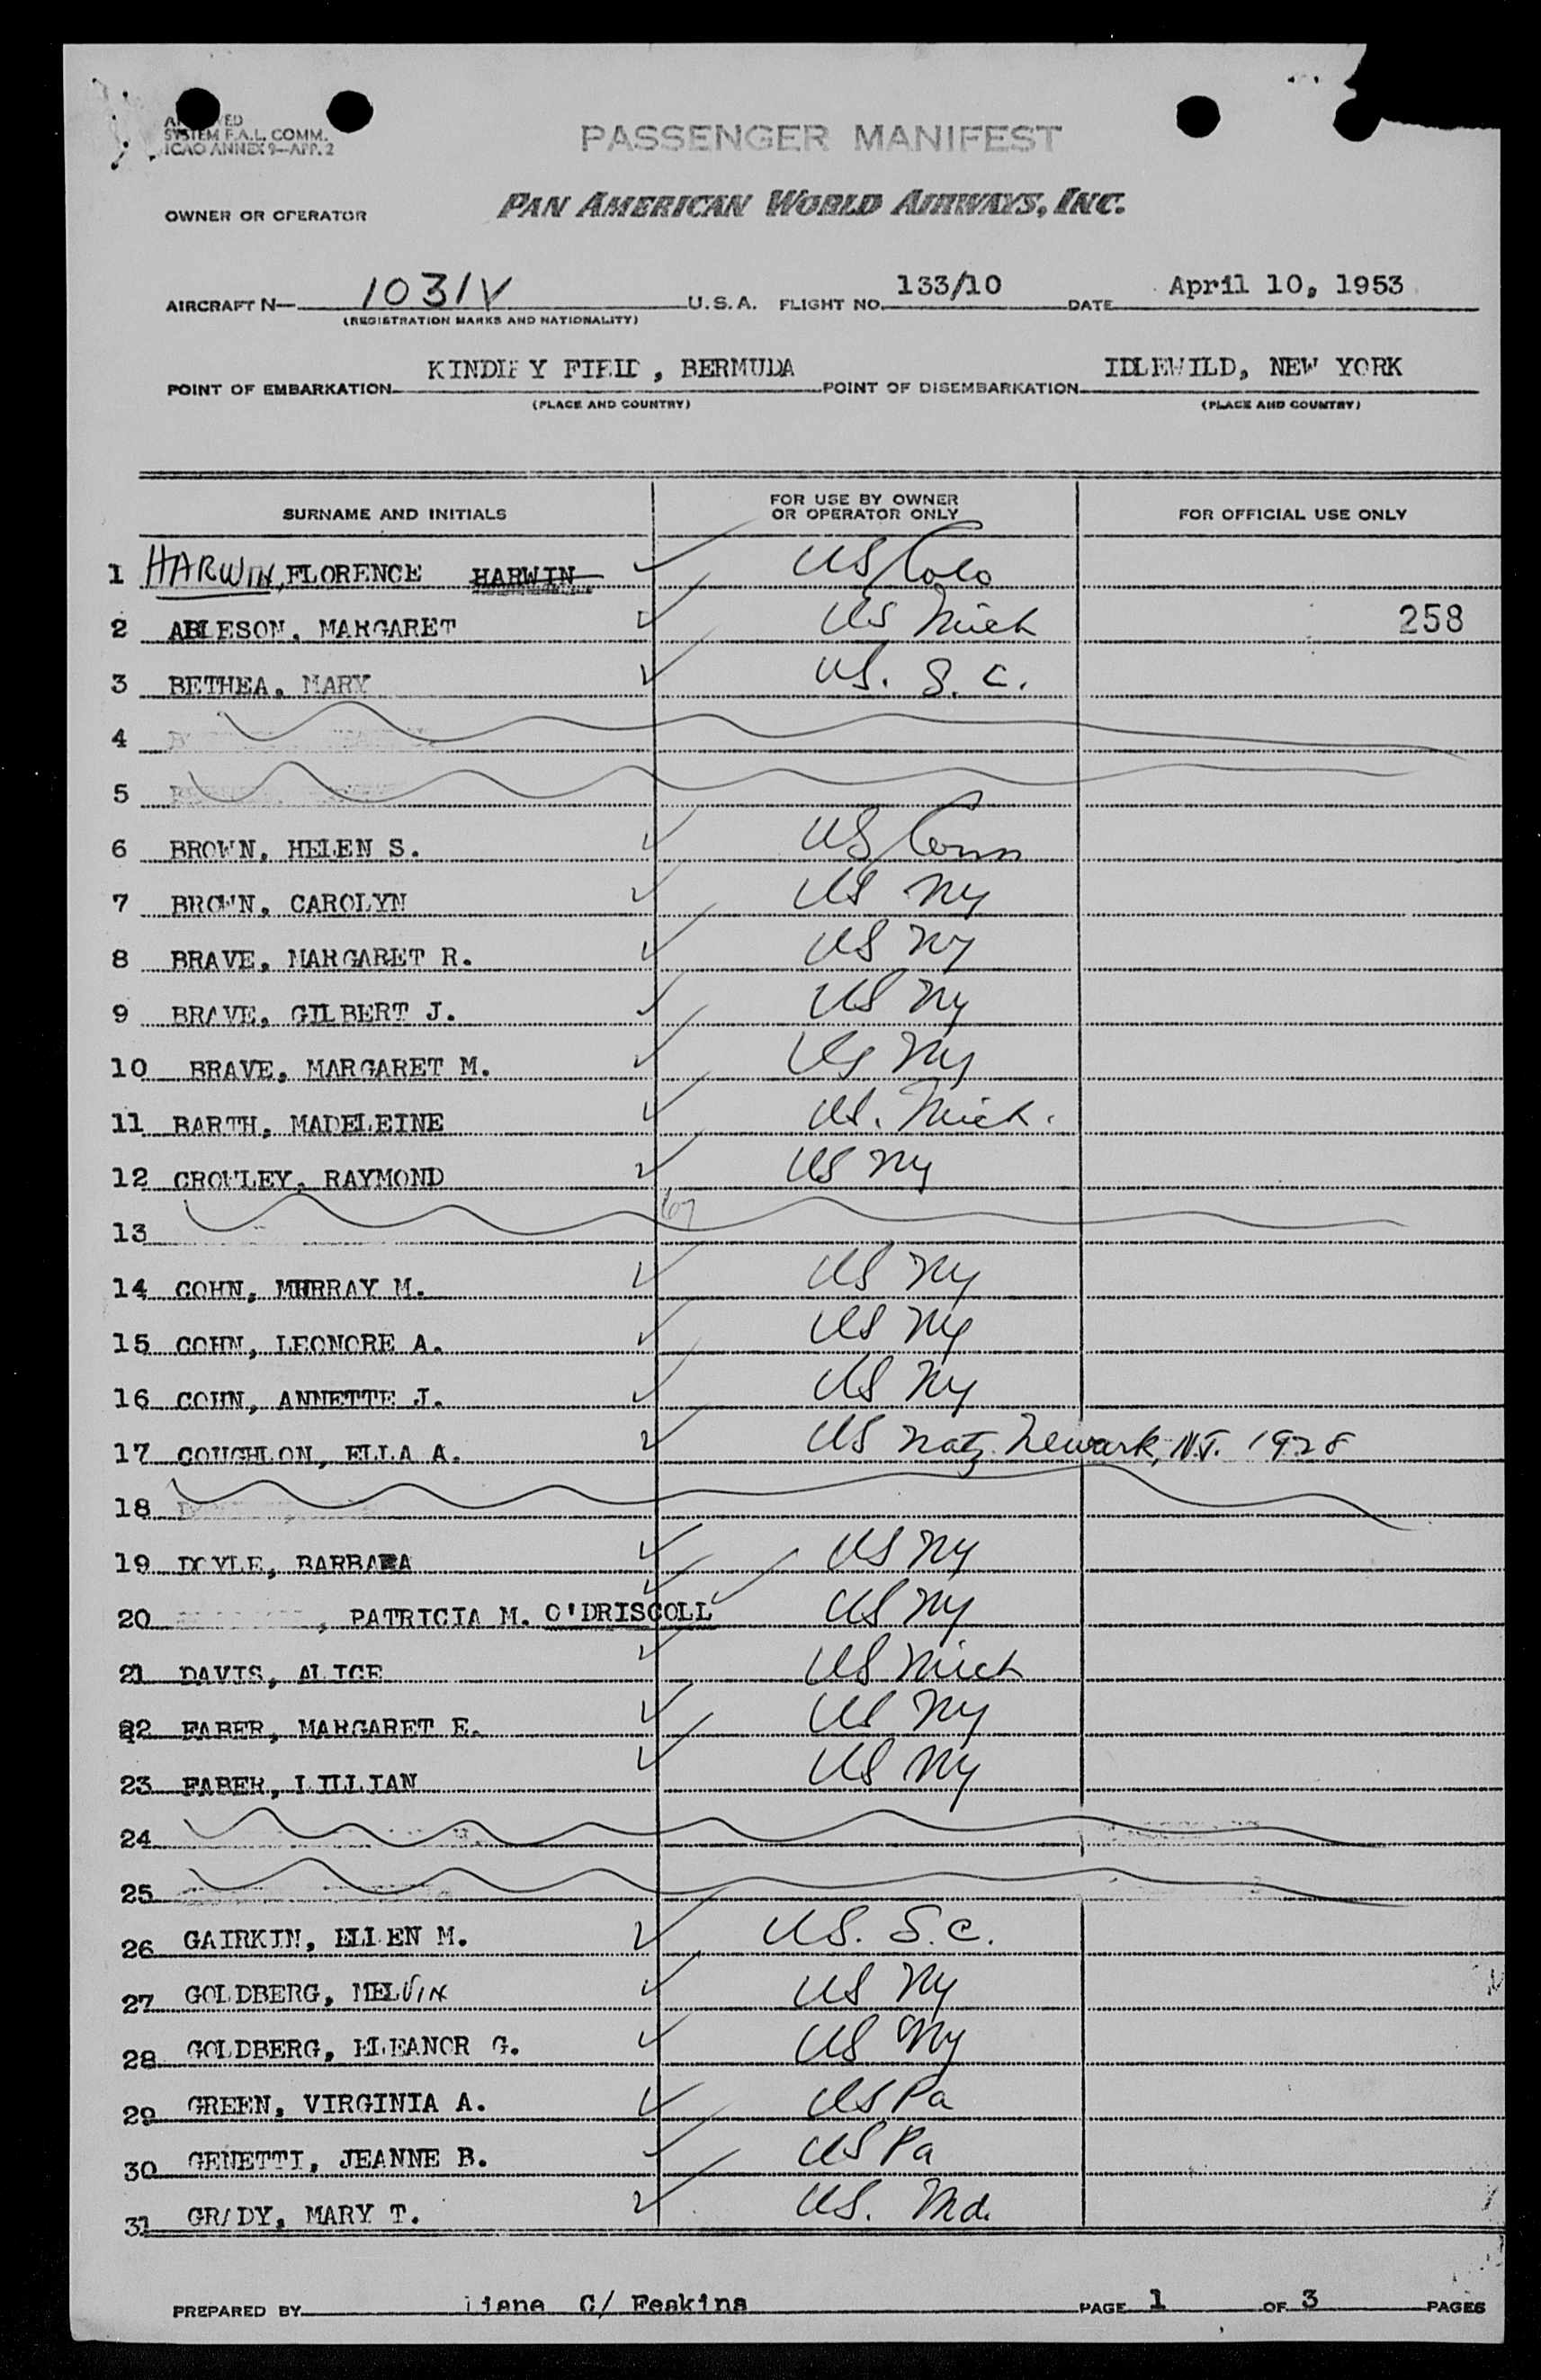 SYSTEM F.A.L. COMM.
ICAO ANNEX 9—APP. 2
PASSENGER MANIFEST
OWNER OR OPERATOR PAN AMERICAN WORLD AIRWAYS, INC.
AIRCRAFT N— 1031V U.S.A. FLIGHT NO. 133/10 DATE April 10, 1953
(REGISTRATION MARKS AND NATIONALITY)
POINT OF EMBARKATION KINDLEY FIELD, BERMUDA POINT OF DISEMBARKATION IDLEWILD, NEW YORK
(PLACE AND COUNTRY) (PLACE AND COUNTRY)
SURNAME AND INITIALS FOR USE BY OWNER OR OPERATOR ONLY FOR OFFICIAL USE ONLY
1 HARWIN, FLORENCE HARWIN ✓ US Colo
2 ABLESON, MARGARET ✓ US Mich 258
3 BETHEA, MARY ✓ US. S. C.
4
5
6 BROWN, HELEN S. ✓ US Conn
7 BROWN, CAROLYN ✓ US NY
8 BRAVE, MARGARET R. ✓ US NY
9 BRAVE, GILBERT J. ✓ US NY
10 BRAVE, MARGARET M. ✓ US NY
11 BARTH, MADELEINE ✓ US. Mich.
12 CROWLEY, RAYMOND ✓ US NY
13
14 COHN, MURRAY M. ✓ US NY
15 COHN, LEONORE A. ✓ US NY
16 COHN, ANNETTE J. ✓ US NY
17 COUGHLON, ELLA A. ✓ US Natz Newark, N.J. 1928
18
19 DOYLE, BARBARA ✓ US NY
20 , PATRICIA M. O'DRISCOLL ✓ ✓ US NY
21 DAVIS, ALICE ✓ US Mich
22 FABER, MARGARET E. ✓ US NY
23 FABER, LILLIAN ✓ US NY
24
25
26 GAIRKIN, ELLEN M. ✓ US. S.C.
27 GOLDBERG, MELVIN ✓ US NY
28 GOLDBERG, ELEANOR G. ✓ US NY
29 GREEN, VIRGINIA A. ✓ US Pa
30 GENETTI, JEANNE B. ✓ US Pa
31 GRADY, MARY T. ✓ US. Md.
PREPARED BY C/ Feskins PAGE 1 OF 3 PAGES